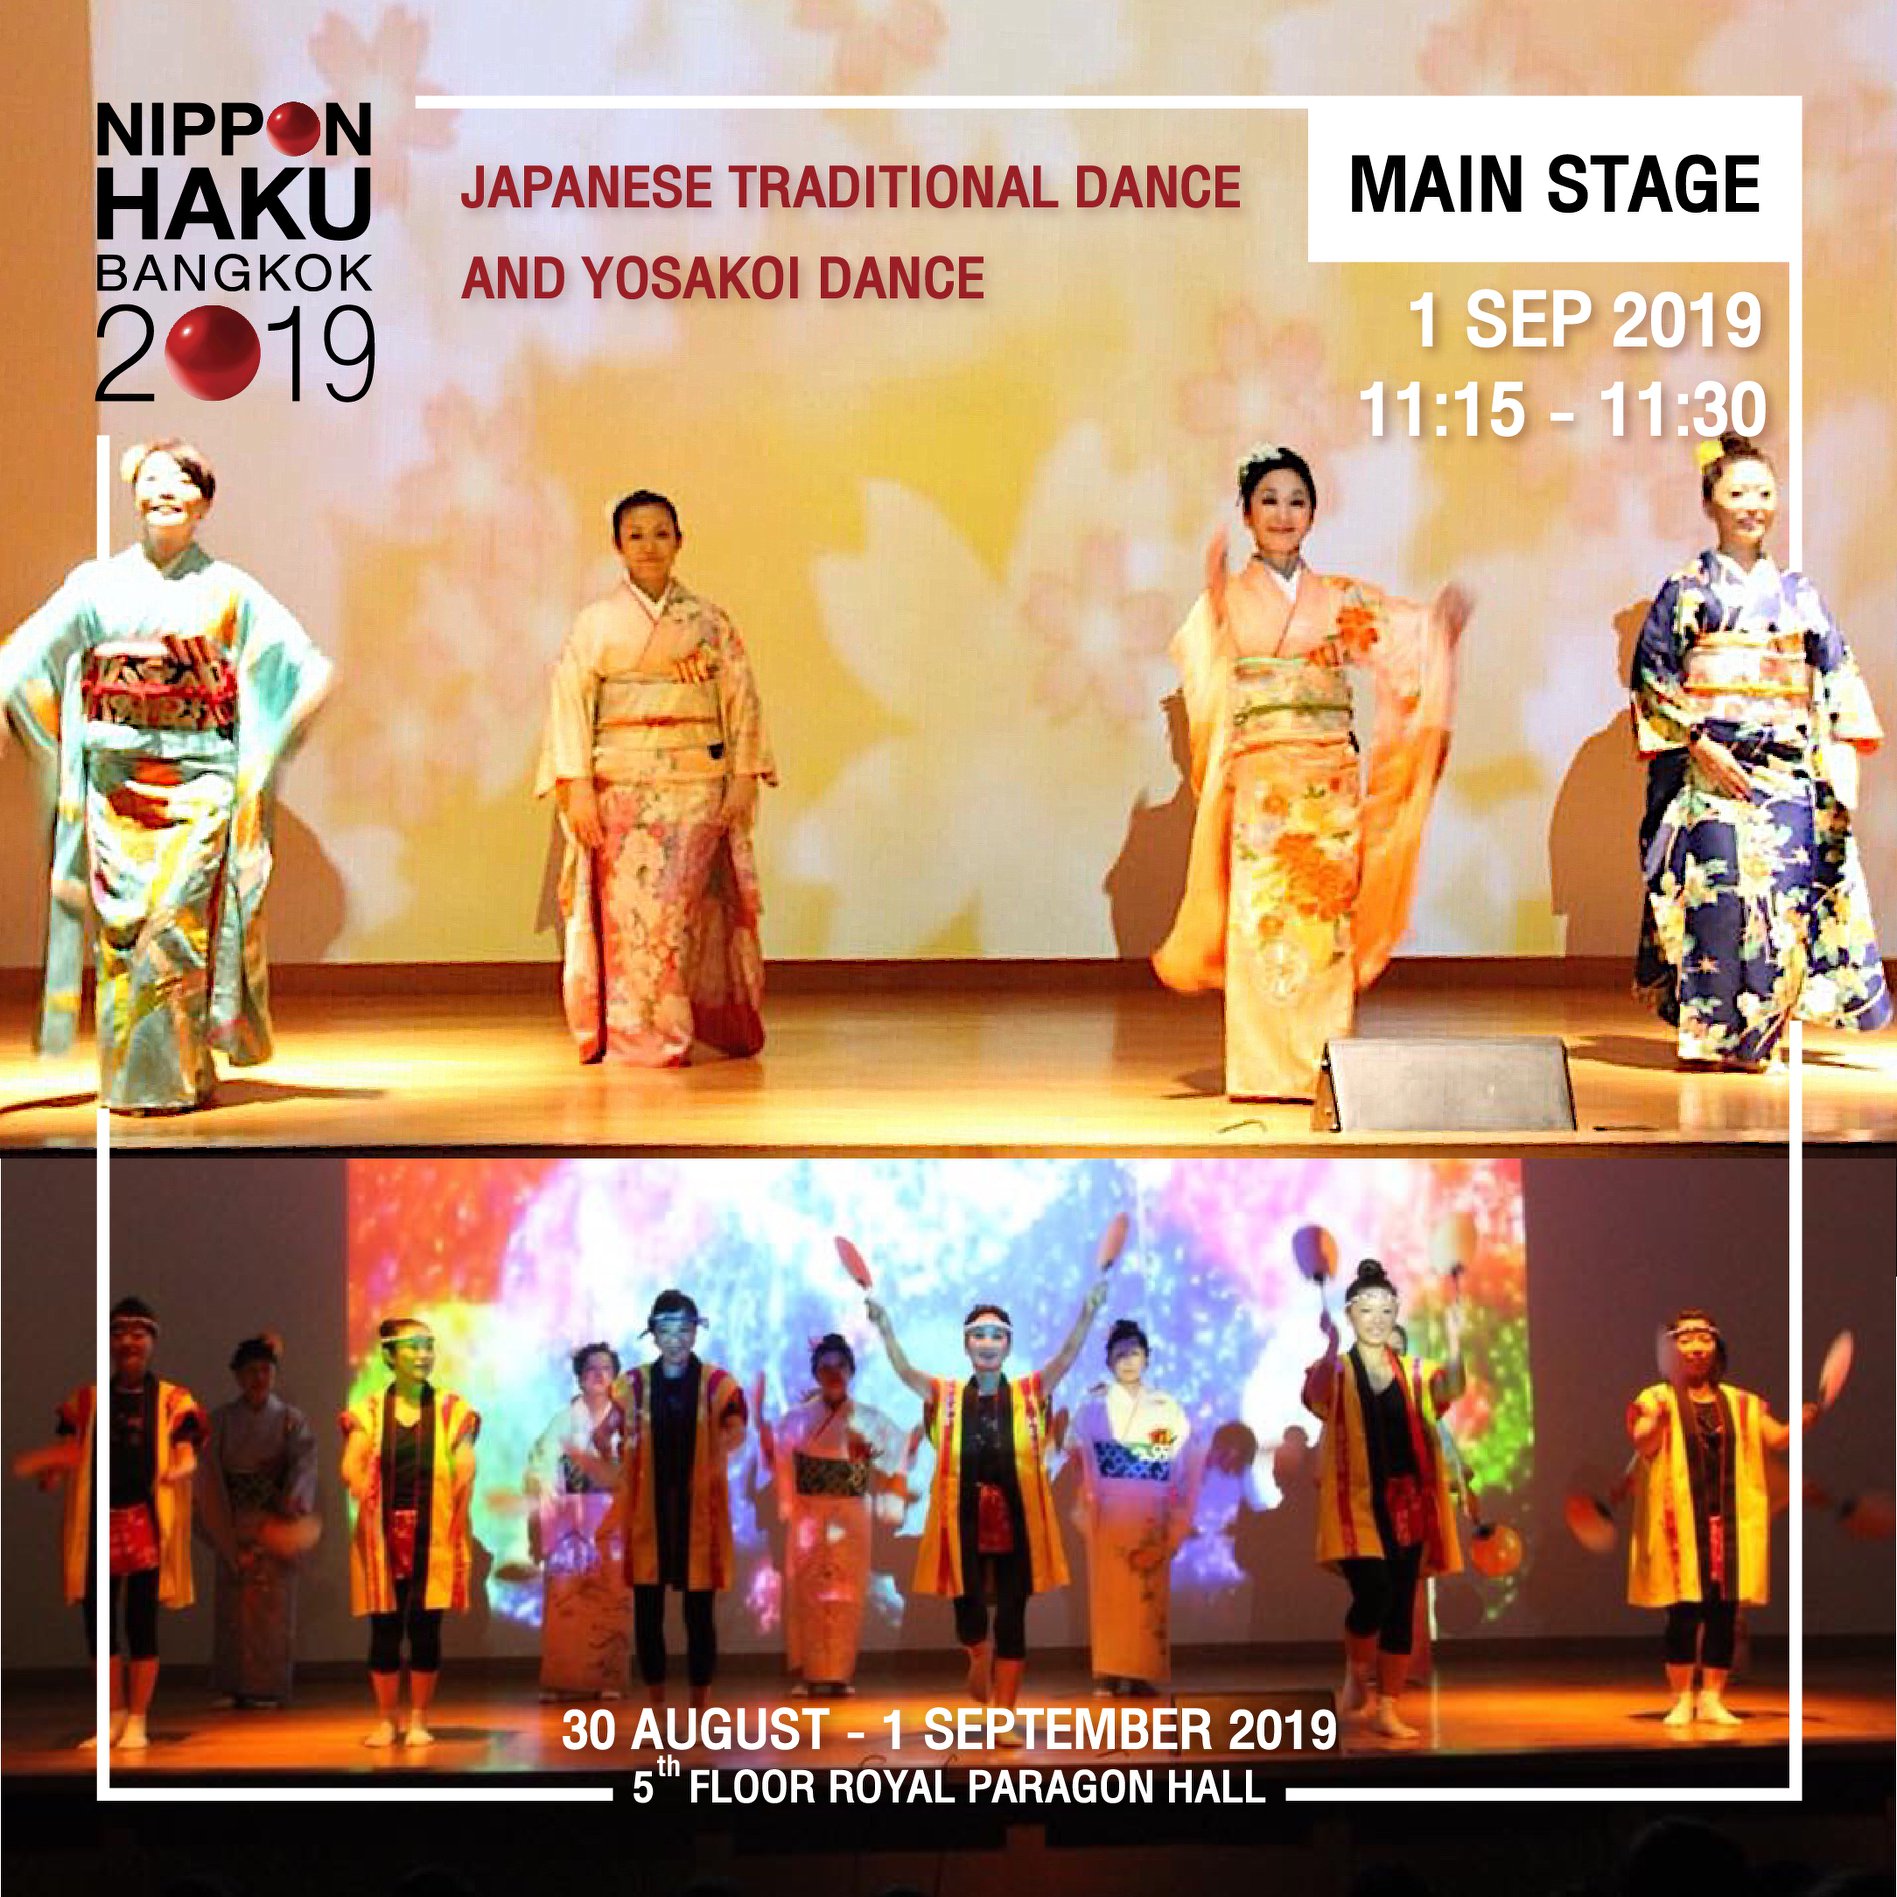 NIPPON
HAKU
BANGKOK
2019
JAPANESE TRADITIONAL DANCE
AND YOSAKOI DANCE
MAIN STAGE
1 SEP 2019
11:15 - 11:30
30 AUGUST - 1 SEPTEMBER 2019
5th FLOOR ROYAL PARAGON HALL